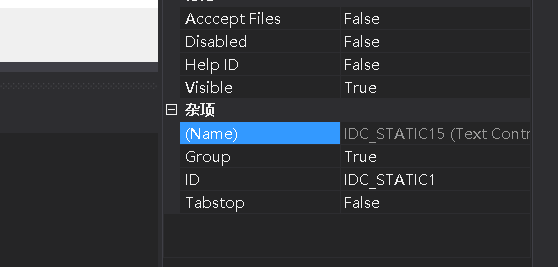 Acccept Files False
Disabled False
Help ID False
Visible True
杂项
(Name) IDC_STATIC15 (Text Contr
Group True
ID IDC_STATIC1
Tabstop False